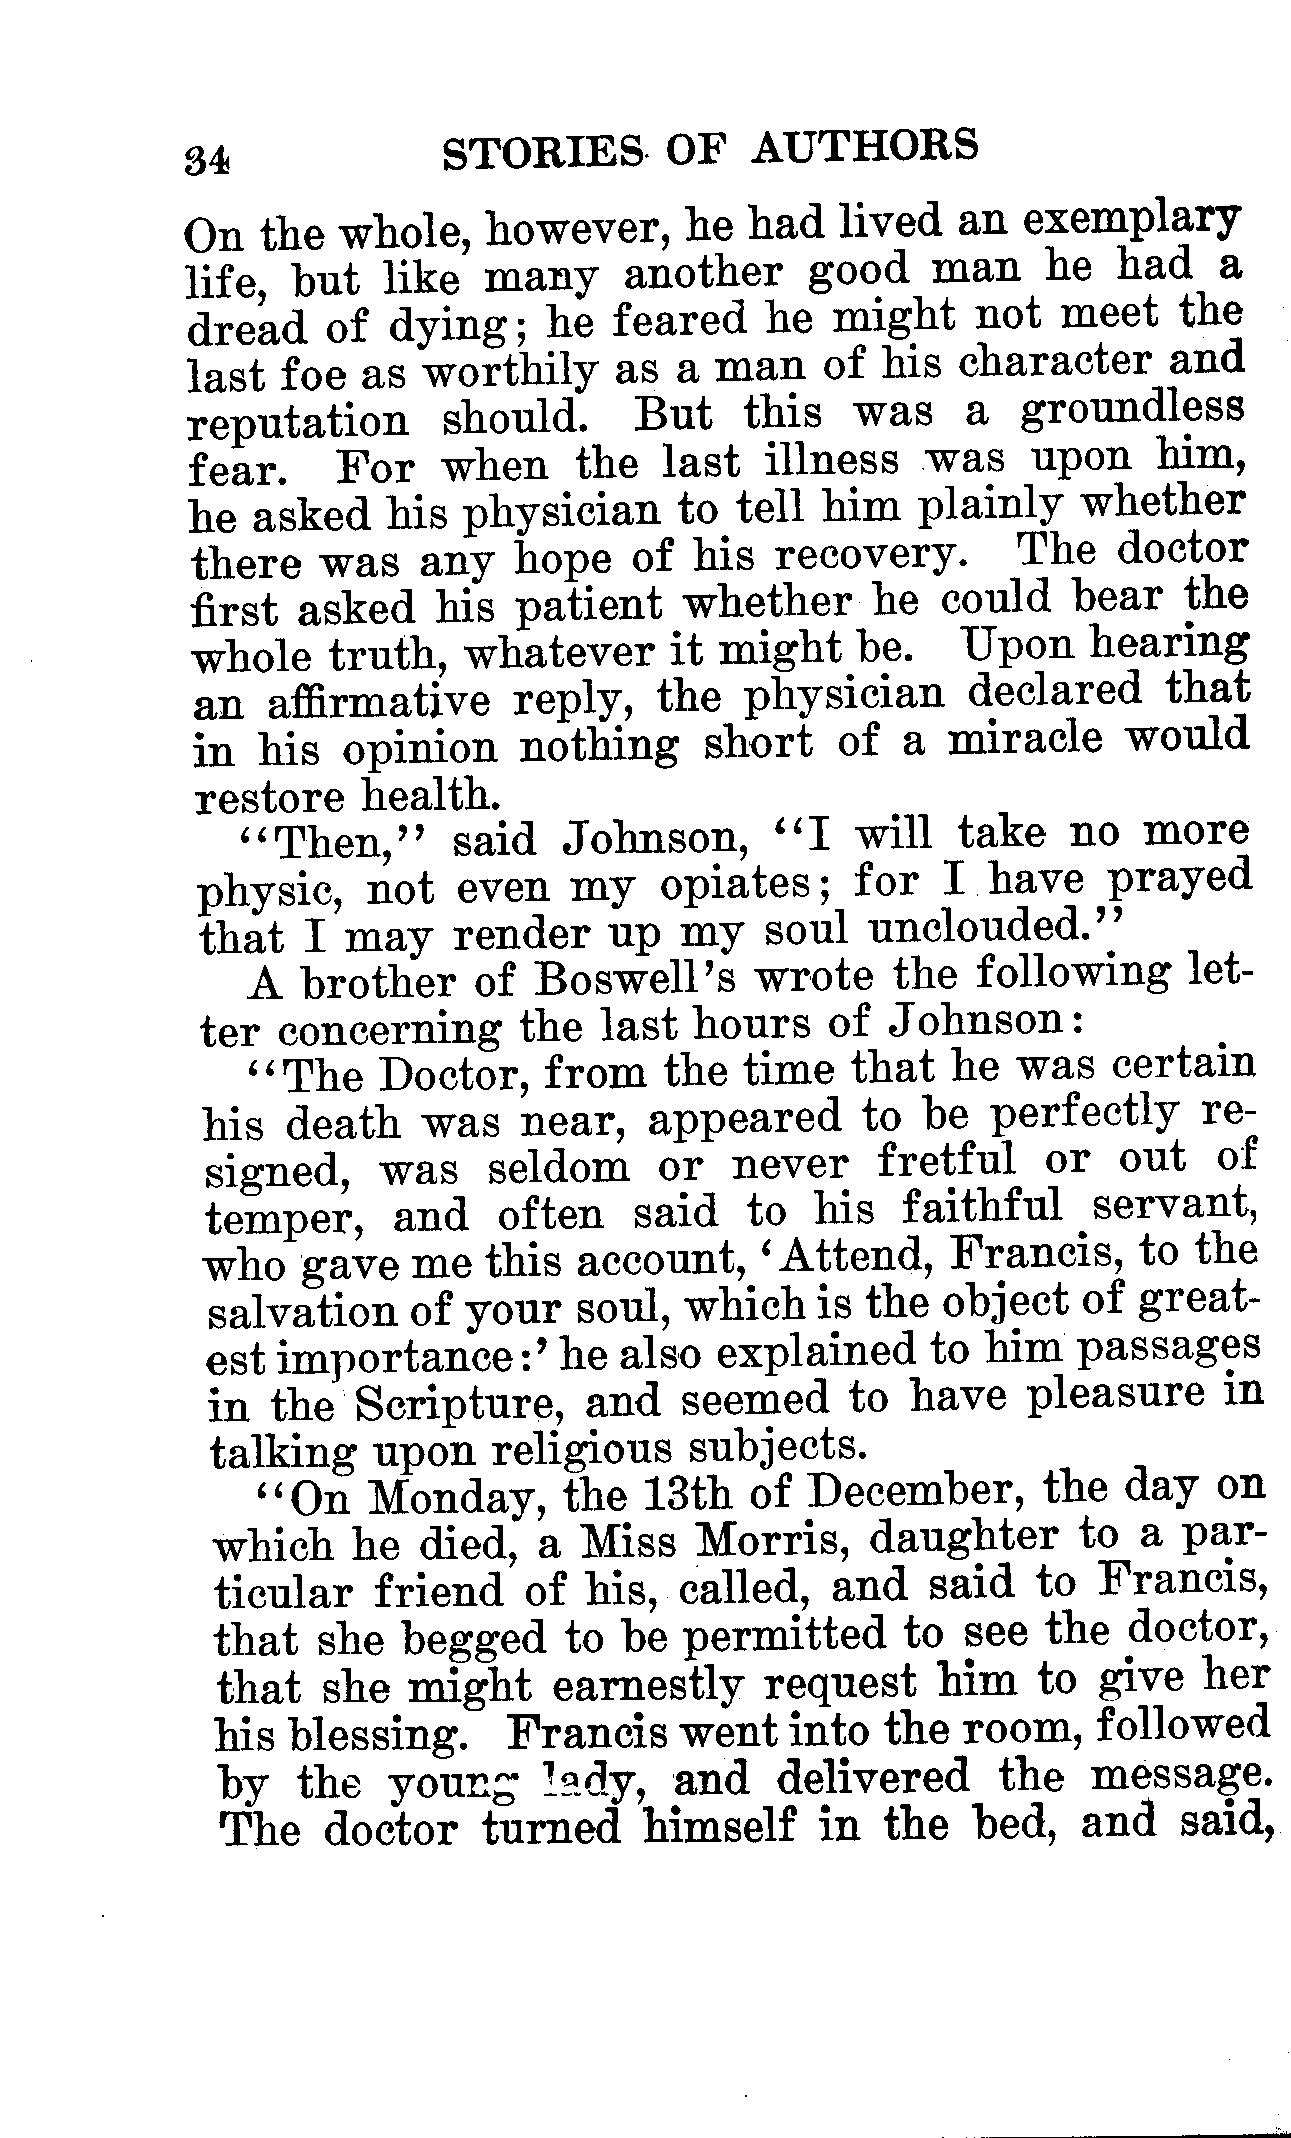 34 STORIES OF AUTHORS
On the whole, however, he had lived an exemplary
life, but like many another good man he had a
dread of dying; he feared he might not meet the
last foe as worthily as a man of his character and
reputation should. But this was a groundless
fear. For when the last illness was upon him,
he asked his physician to tell him plainly whether
there was any hope of his recovery. The doctor
first asked his patient whether he could bear the
whole truth, whatever it might be. Upon hearing
an affirmative reply, the physician declared that
in his opinion nothing short of a miracle would
restore health.
"Then," said Johnson, "I will take no more
physic, not even my opiates; for I have prayed
that I may render up my soul unclouded."
A brother of Boswell's wrote the following let-
ter concerning the last hours of Johnson:
"The Doctor, from the time that he was certain
his death was near, appeared to be perfectly re-
signed, was seldom or never fretful or out of
temper, and often said to his faithful servant,
who gave me this account, 'Attend, Francis, to the
salvation of your soul, which is the object of great-
est importance:' he also explained to him passages
in the Scripture, and seemed to have pleasure in
talking upon religious subjects.
"On Monday, the 13th of December, the day on
which he died, a Miss Morris, daughter to a par-
ticular friend of his, called, and said to Francis,
that she begged to be permitted to see the doctor,
that she might earnestly request him to give her
his blessing. Francis went into the room, followed
by the young lady, and delivered the message.
The doctor turned himself in the bed, and said,